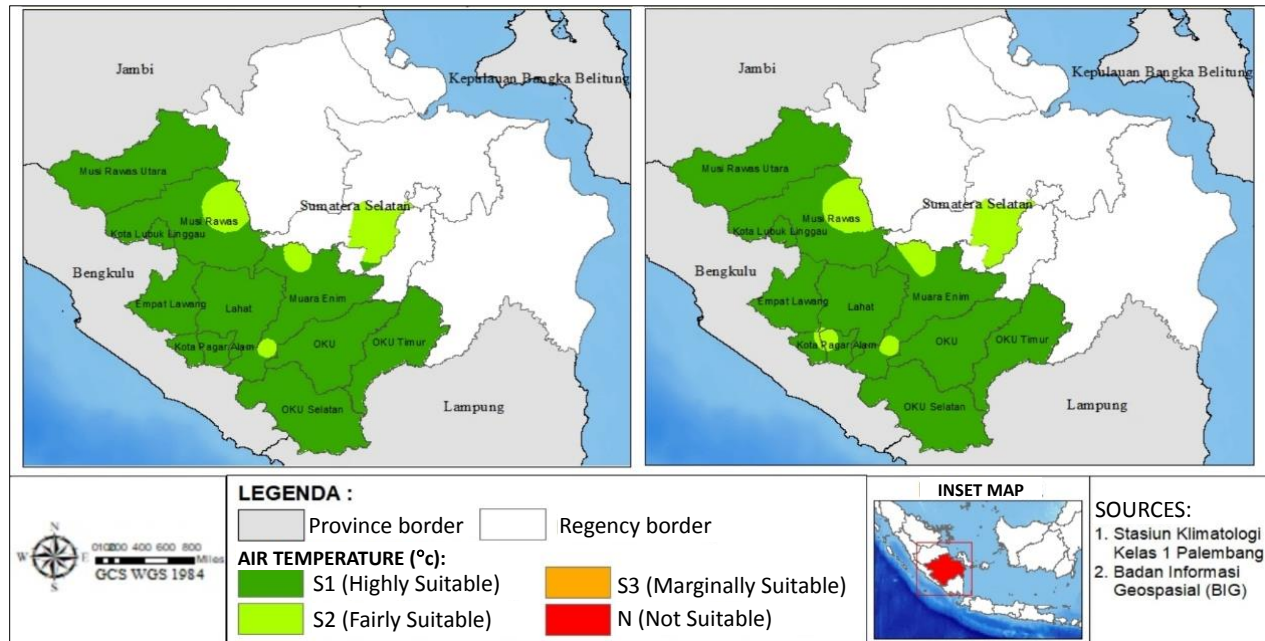 Jambi
Kepulauan Bangka Belitung
Musi Rawas Utara
Sumatera Selatan
Musi Rawas
Kota Lubuk Linggau
Bengkulu
Empat Lawang
Lahat
Muara Enim
Kota Pagar Alam
OKU
OKU Timur
OKU Selatan
Lampung
Jambi
Kepulauan Bangka Belitung
Musi Rawas Utara
Sumatera Selatan
Musi Rawas
Kota Lubuk Linggau
Bengkulu
Empat Lawang
Lahat
Muara Enim
Kota Pagar Alam
OKU
OKU Timur
OKU Selatan
Lampung
N
W E
S
400 600 800
Miles
GCS WGS 1984
LEGENDA :
Province border
Regency border
AIR TEMPERATURE (°c):
S1 (Highly Suitable)
S3 (Marginally Suitable)
S2 (Fairly Suitable)
N (Not Suitable)
INSET MAP
SOURCES:
1. Stasiun Klimatologi
Kelas 1 Palembang
2. Badan Informasi
Geospasial (BIG)